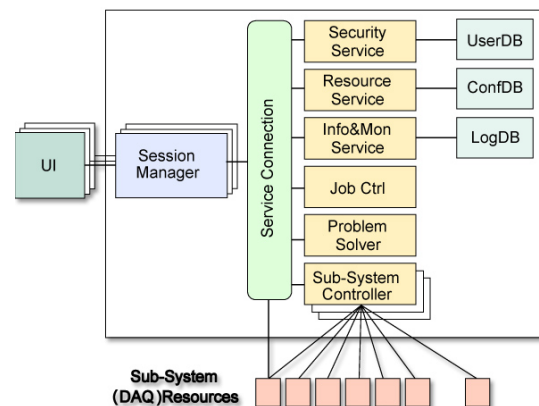 Security
Service
UserDB
Resource
Service
ConfDB
Info&Mon
Service
LogDB
UI
Session
Manager
Service Connection
Job Ctrl
Problem
Solver
Sub-System
Controller
Sub-System
(DAQ)Resources